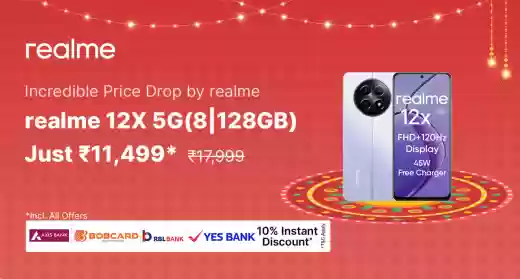 realme
Incredible Price Drop by realme
realme 12X 5G(8|128GB)
Just ₹11,499* ₹17,999
realme
12x
FHD+120Hz
Display
45W
Free Charger
*Incl. All Offers
AXIS BANK BOBCARD RBL BANK YES BANK 10% Instant
Discount*
*T&C Apply